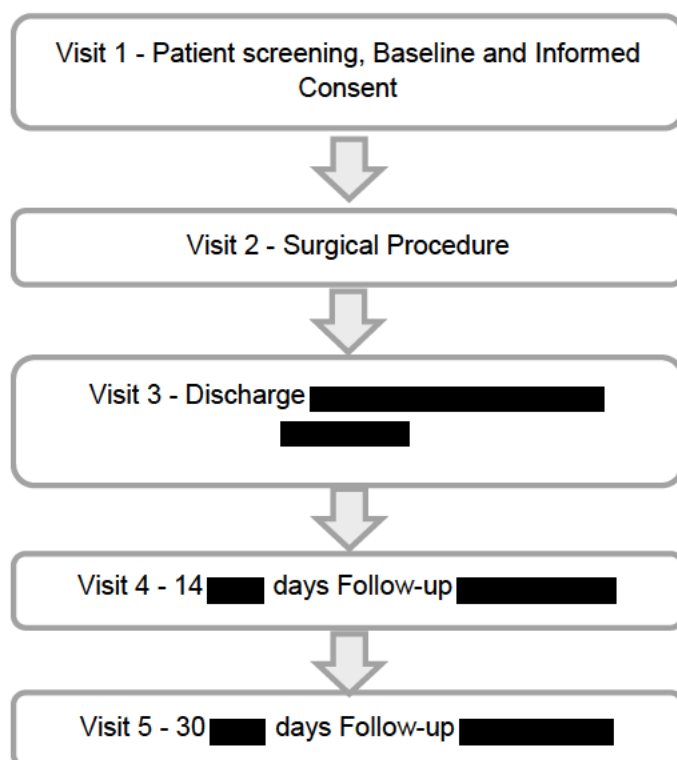 Visit 1 - Patient screening, Baseline and Informed
Consent
Visit 2 - Surgical Procedure
Visit 3 - Discharge
Visit 4 - 14 days Follow-up
Visit 5 - 30 days Follow-up